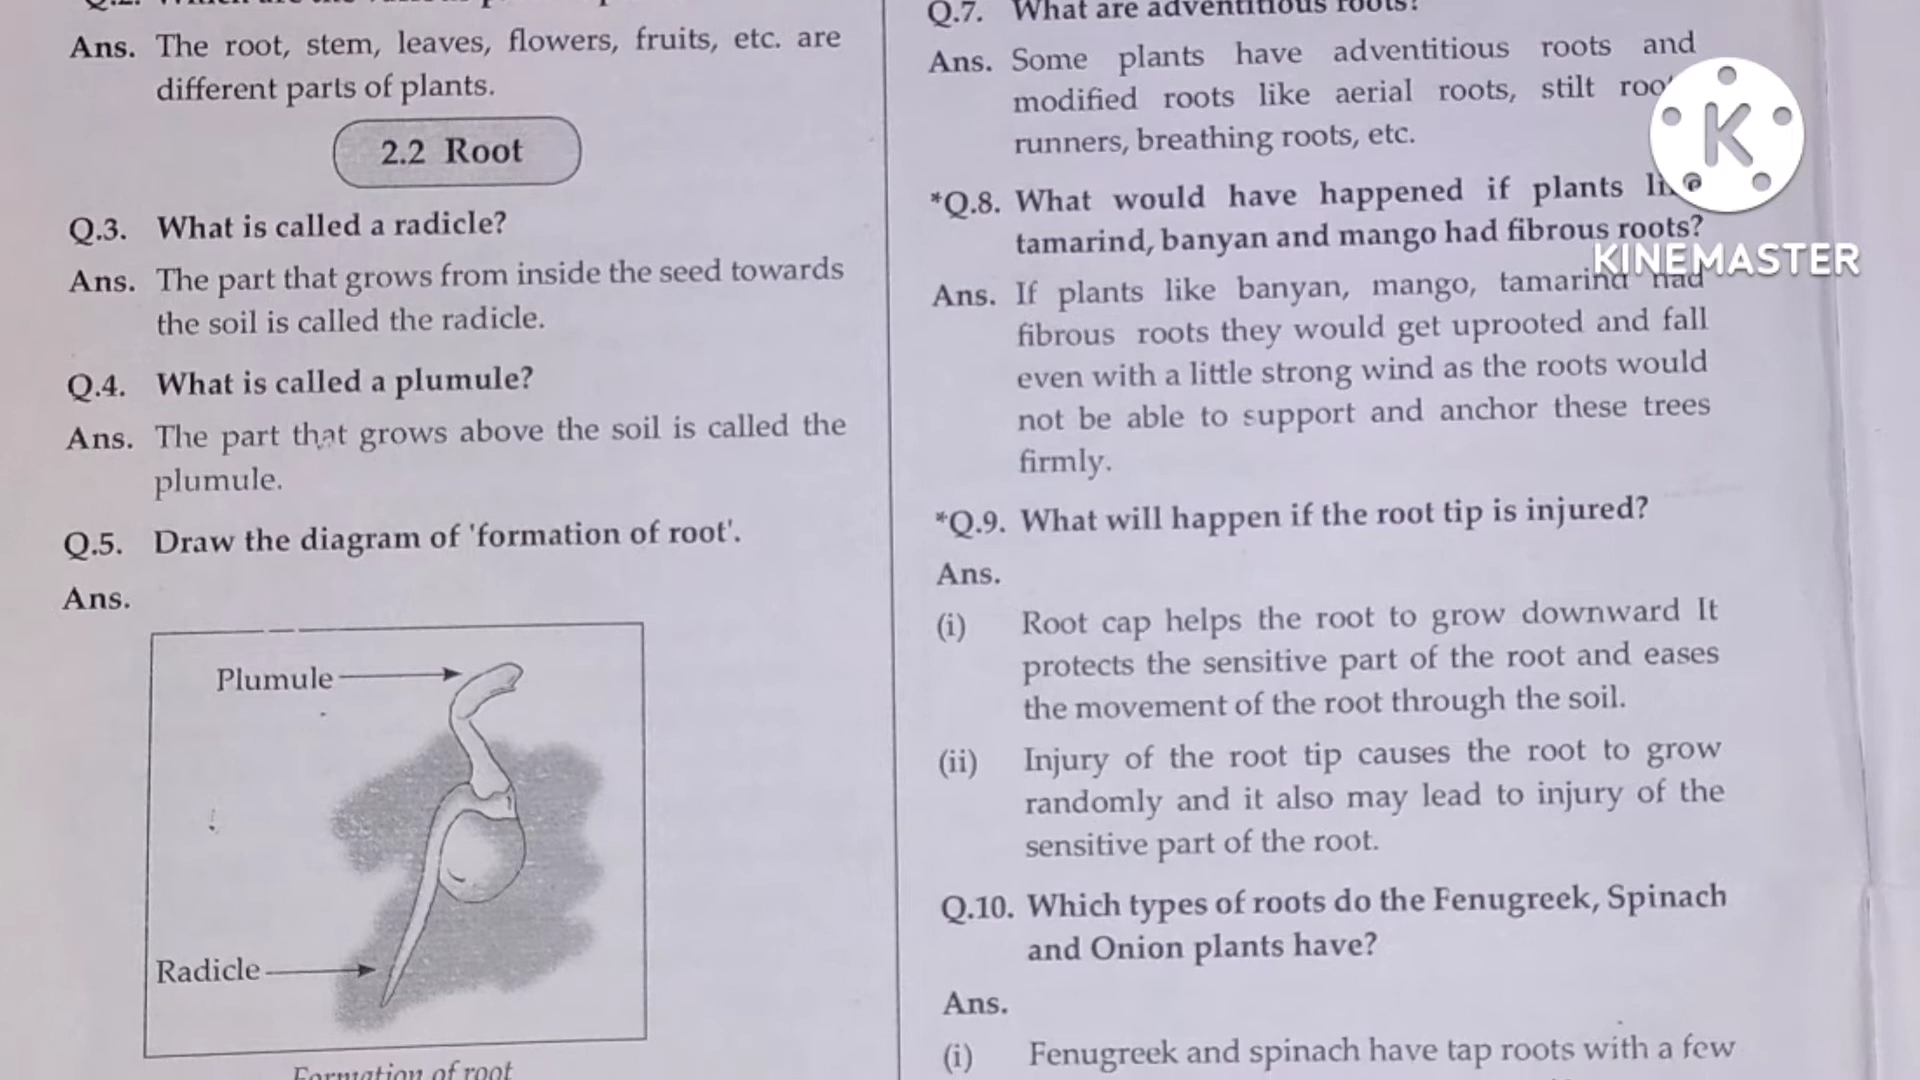 Ans. The root, stem, leaves, flowers, fruits, etc. are
different parts of plants.
2.2 Root
Q.3. What is called a radicle?
Ans. The part that grows from inside the seed towards
the soil is called the radicle.
Q.4. What is called a plumule?
Ans. The part that grows above the soil is called the
plumule.
Q.5. Draw the diagram of 'formation of root'.
Ans.
Plumule
Radicle
Formation of root
Q.7. What are adventitious roots?
Ans. Some plants have adventitious roots and
modified roots like aerial roots, stilt
runners, breathing roots, etc.
*Q.8. What would have happened if plants
tamarind, banyan and mango had fibrous roots?
Ans. If plants like banyan, mango, tamarind had
fibrous roots they would get uprooted and fall
even with a little strong wind as the roots would
not be able to support and anchor these trees
firmly.
*Q.9. What will happen if the root tip is injured?
Ans.
(i) Root cap helps the root to grow downward It
protects the sensitive part of the root and eases
the movement of the root through the soil.
(ii) Injury of the root tip causes the root to grow
randomly and it also may lead to injury of the
sensitive part of the root.
Q.10. Which types of roots do the Fenugreek, Spinach
and Onion plants have?
Ans.
(i) Fenugreek and spinach have tap roots with a few
K
KINEMASTER